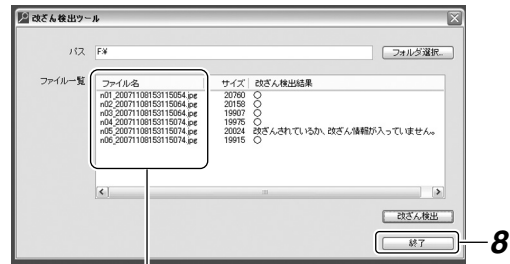 改ざん検出ツール
パス F:¥ フォルダ選択...
ファイル一覧
ファイル名 サイズ 改ざん検出結果
n01_20071108153115054.jpg 20760 ○
n02_20071108153115064.jpg 20158 ○
n03_20071108153115064.jpg 19907 ○
n04_20071108153115074.jpg 19975 ○
n05_20071108153115074.jpg 20024 改ざんされているか、改ざん情報が入っていません。
n06_20071108153115074.jpg 19915 ○
改ざん検出
終了 8